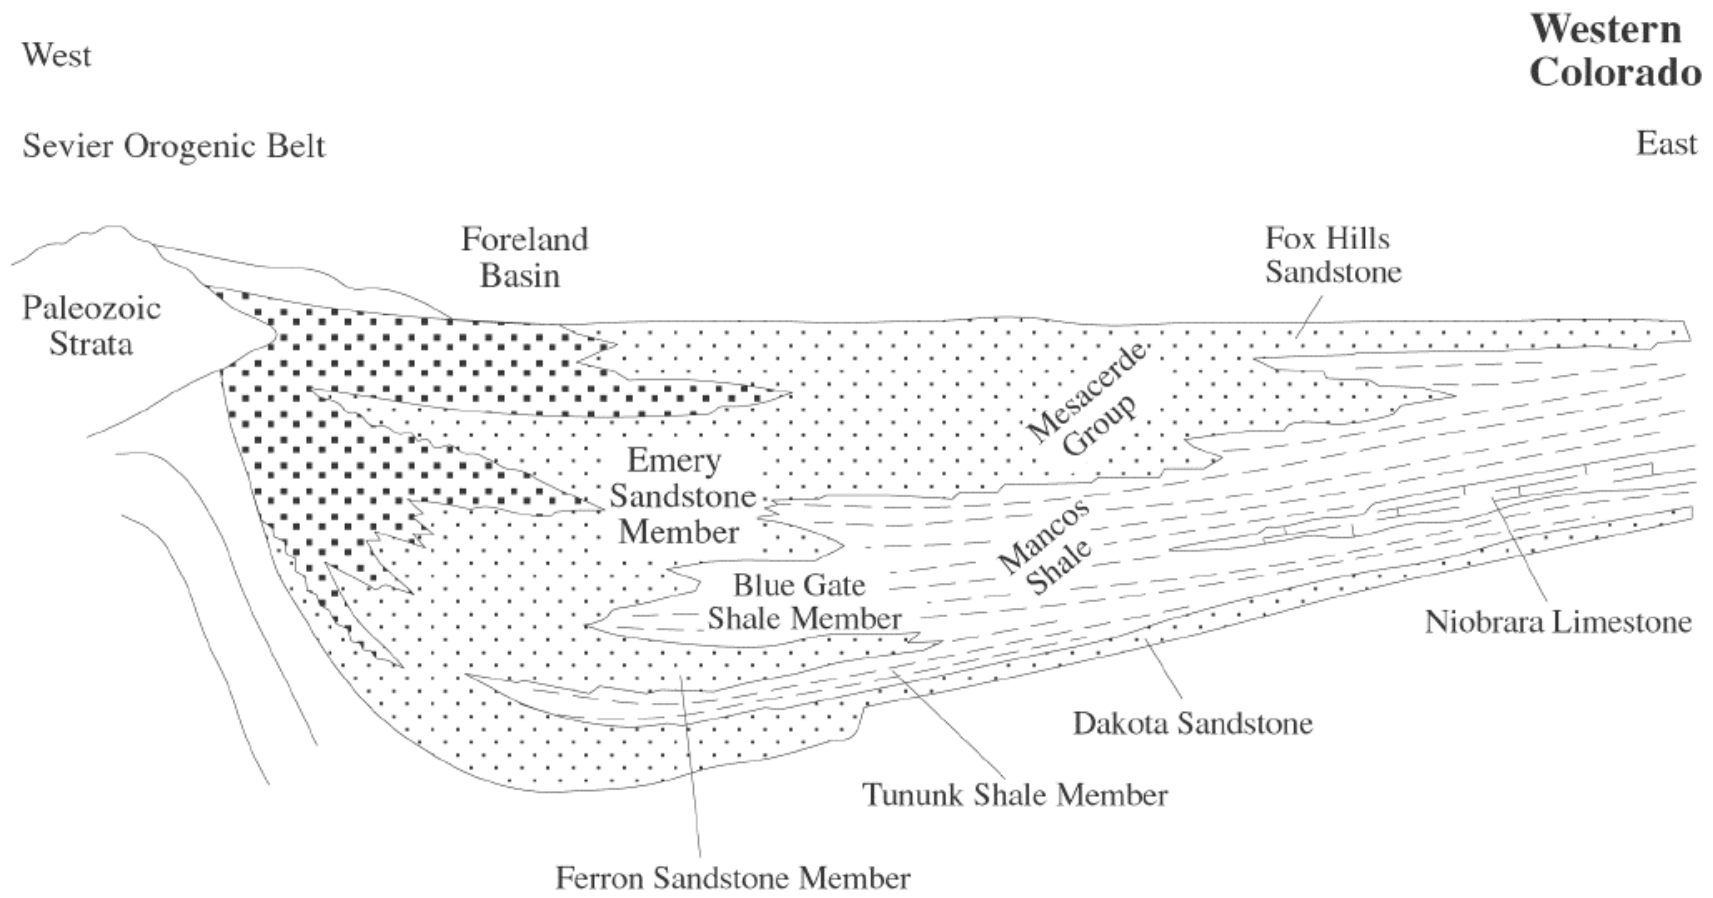 West
Western
Colorado
Sevier Orogenic Belt
East
Foreland
Basin
Fox Hills
Sandstone
Paleozoic
Strata
Mesacerde
Group
Emery
Sandstone
Member
Mancos
Shale
Blue Gate
Shale Member
Niobrara Limestone
Dakota Sandstone
Tununk Shale Member
Ferron Sandstone Member